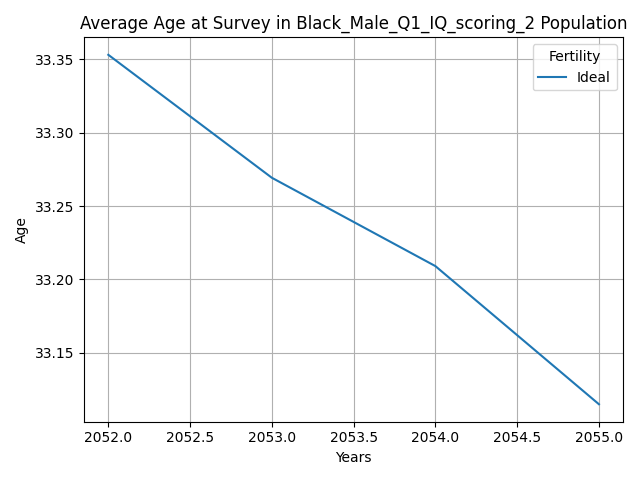 Average Age at Survey in Black_Male_Q1_IQ_scoring_2 Population
Fertility
Ideal
33.35
33.30
33.25
33.20
33.15
Age
2052.0 2052.5 2053.0 2053.5 2054.0 2054.5 2055.0
Years